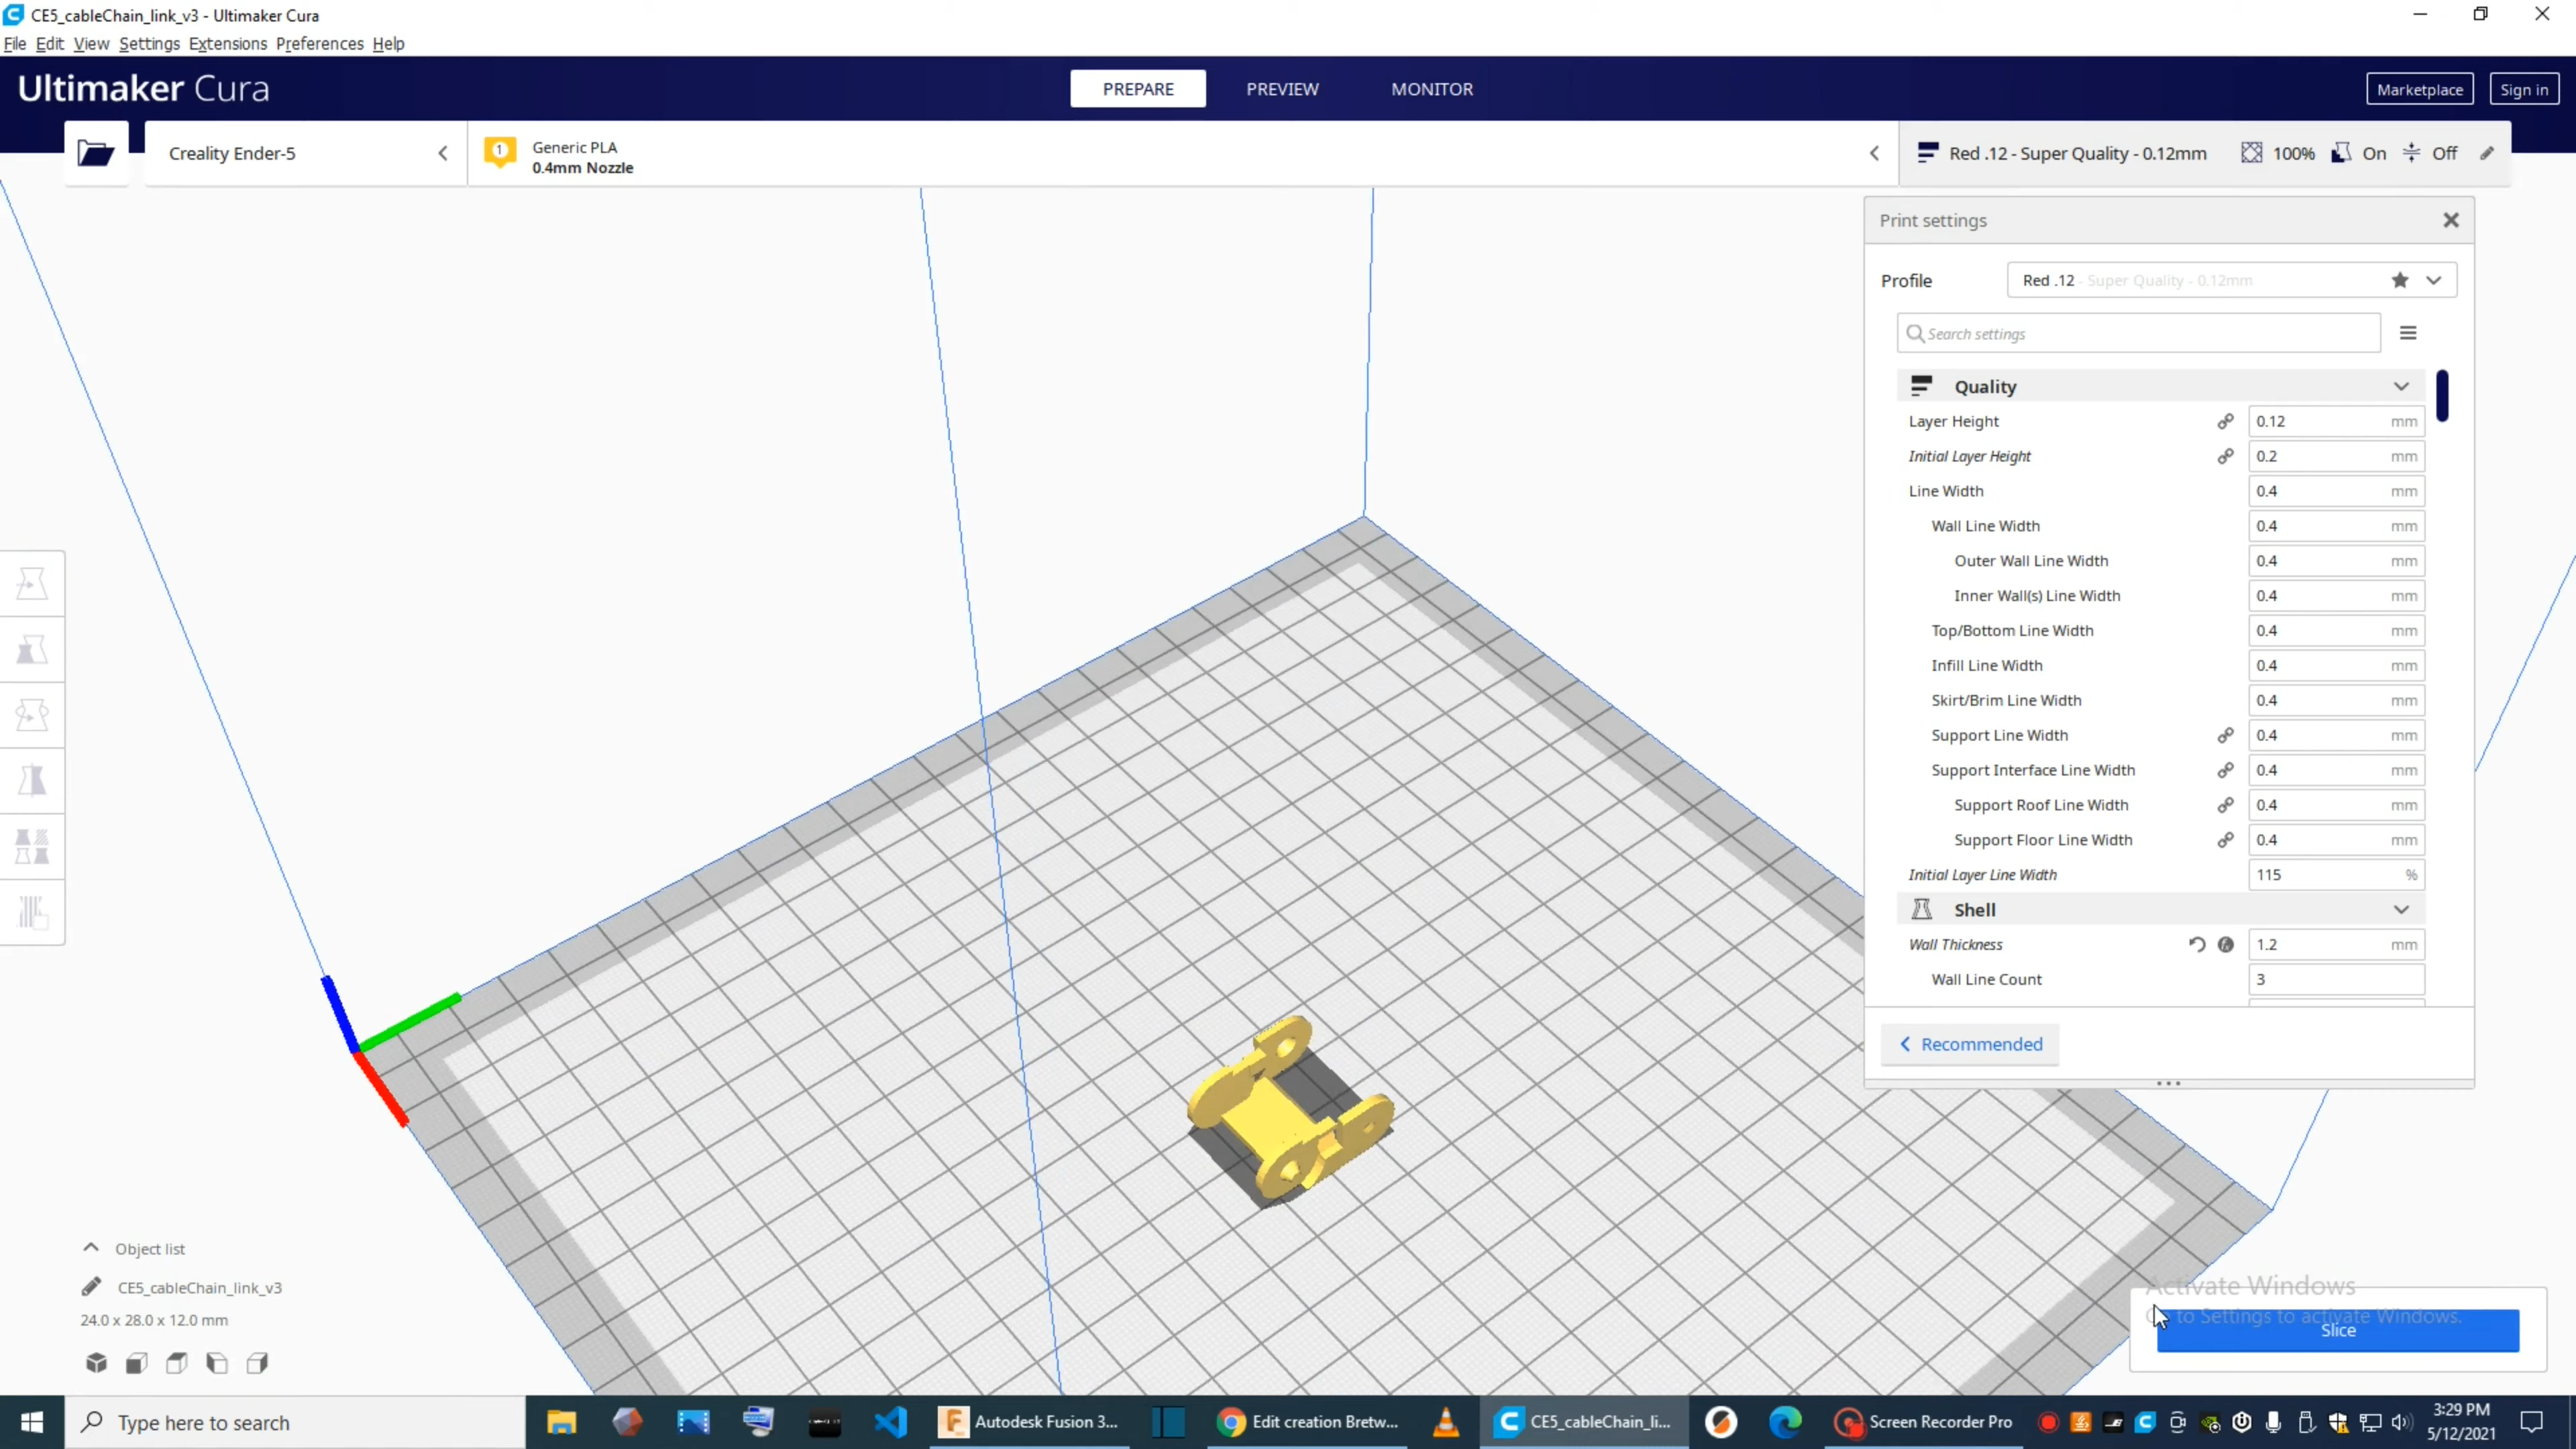 CE5_cableChain_link_v3 - Ultimaker Cura
File Edit View Settings Extensions Preferences Help
Ultimaker Cura
PREPARE
PREVIEW
MONITOR
Marketplace
Sign in
Creality Ender-5
1
Generic PLA
0.4mm Nozzle
Red .12 - Super Quality - 0.12mm
100%
On
Off
Print settings
Profile
Red .12 - Super Quality - 0.12mm
Search settings
Quality
Layer Height 0.12 mm
Initial Layer Height 0.2 mm
Line Width 0.4 mm
Wall Line Width 0.4 mm
Outer Wall Line Width 0.4 mm
Inner Wall(s) Line Width 0.4 mm
Top/Bottom Line Width 0.4 mm
Infill Line Width 0.4 mm
Skirt/Brim Line Width 0.4 mm
Support Line Width 0.4 mm
Support Interface Line Width 0.4 mm
Support Roof Line Width 0.4 mm
Support Floor Line Width 0.4 mm
Initial Layer Line Width 115 %
Shell
Wall Thickness 1.2 mm
Wall Line Count 3
Recommended
Object list
CE5_cableChain_link_v3
24.0 x 28.0 x 12.0 mm
Activate Windows
to Settings to activate Windows.
Slice
Type here to search
Autodesk Fusion 3...
Edit creation Bretw...
CE5_cableChain_li...
Screen Recorder Pro
3:29 PM
5/12/2021